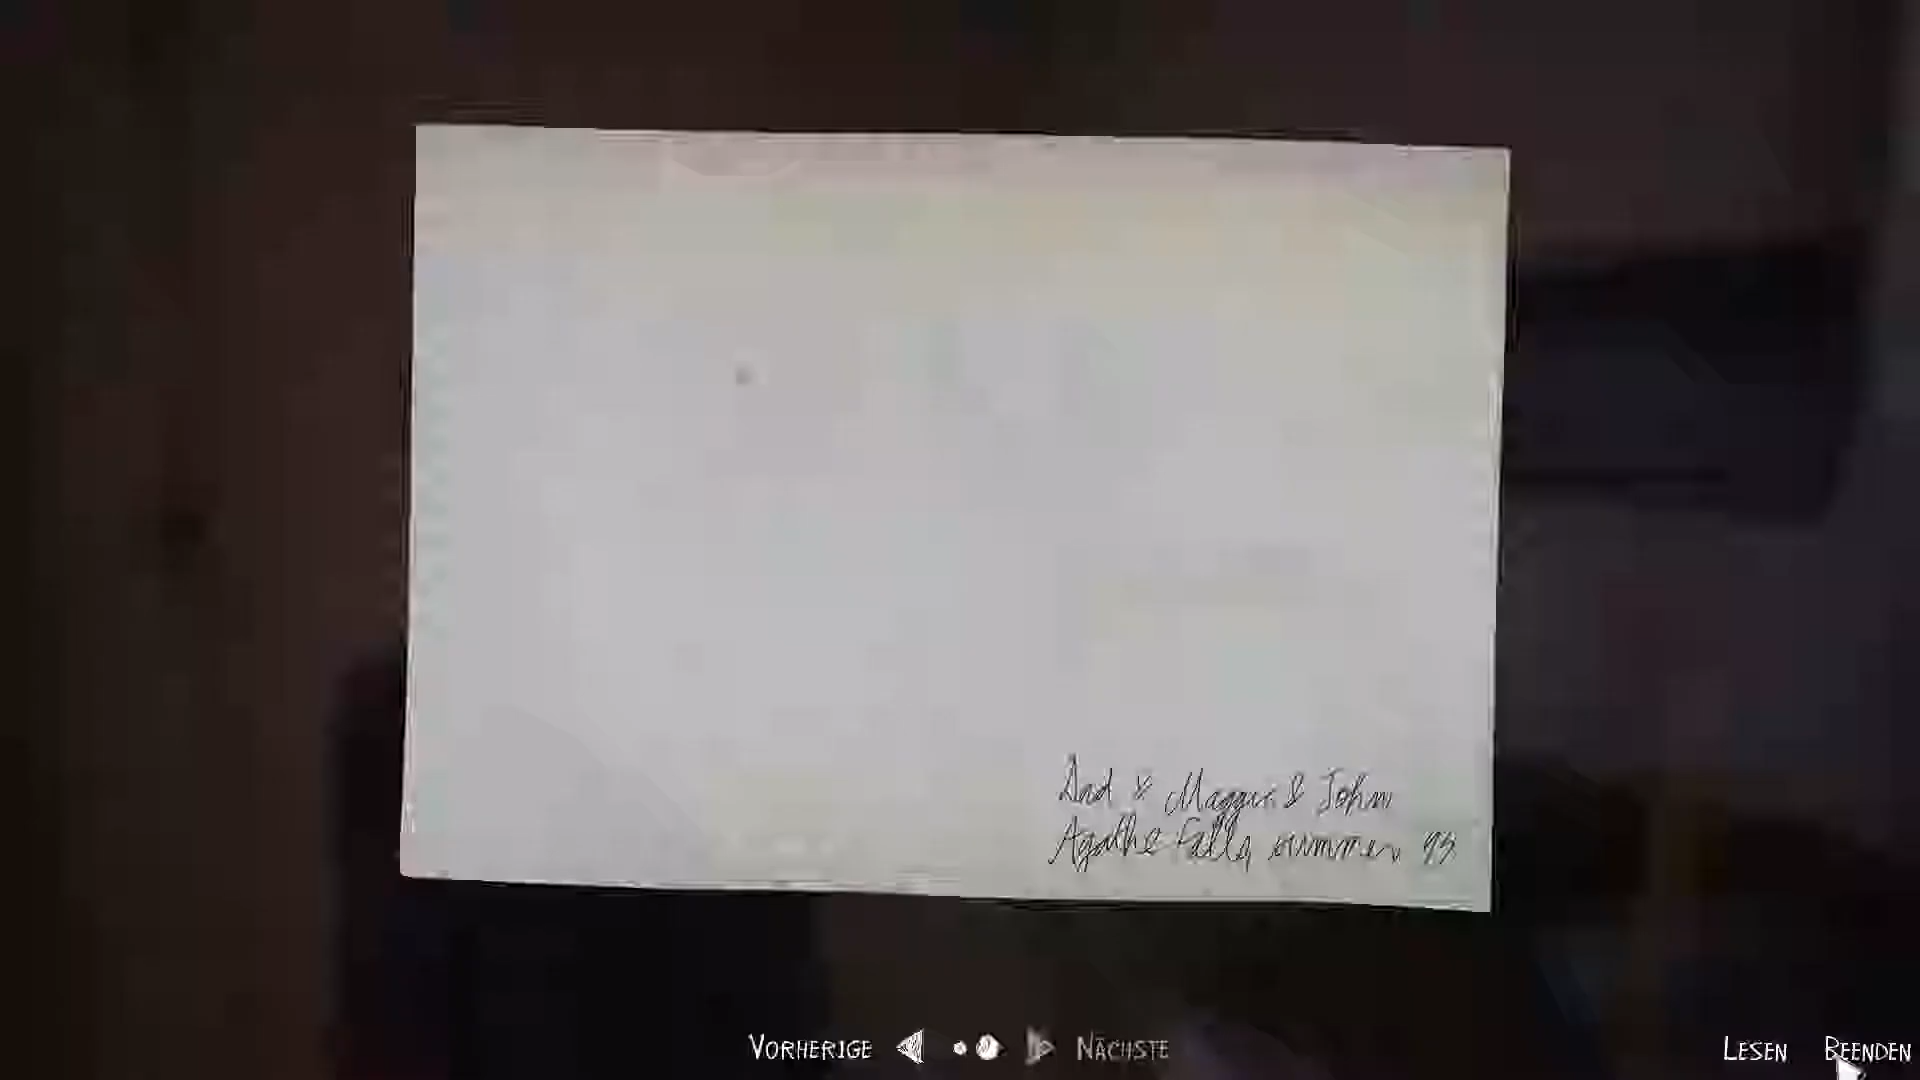 Dad & Maggie & John
Agathe Falls, summer 93
VORHERIGE NÄCHSTE
LESEN BEENDEN